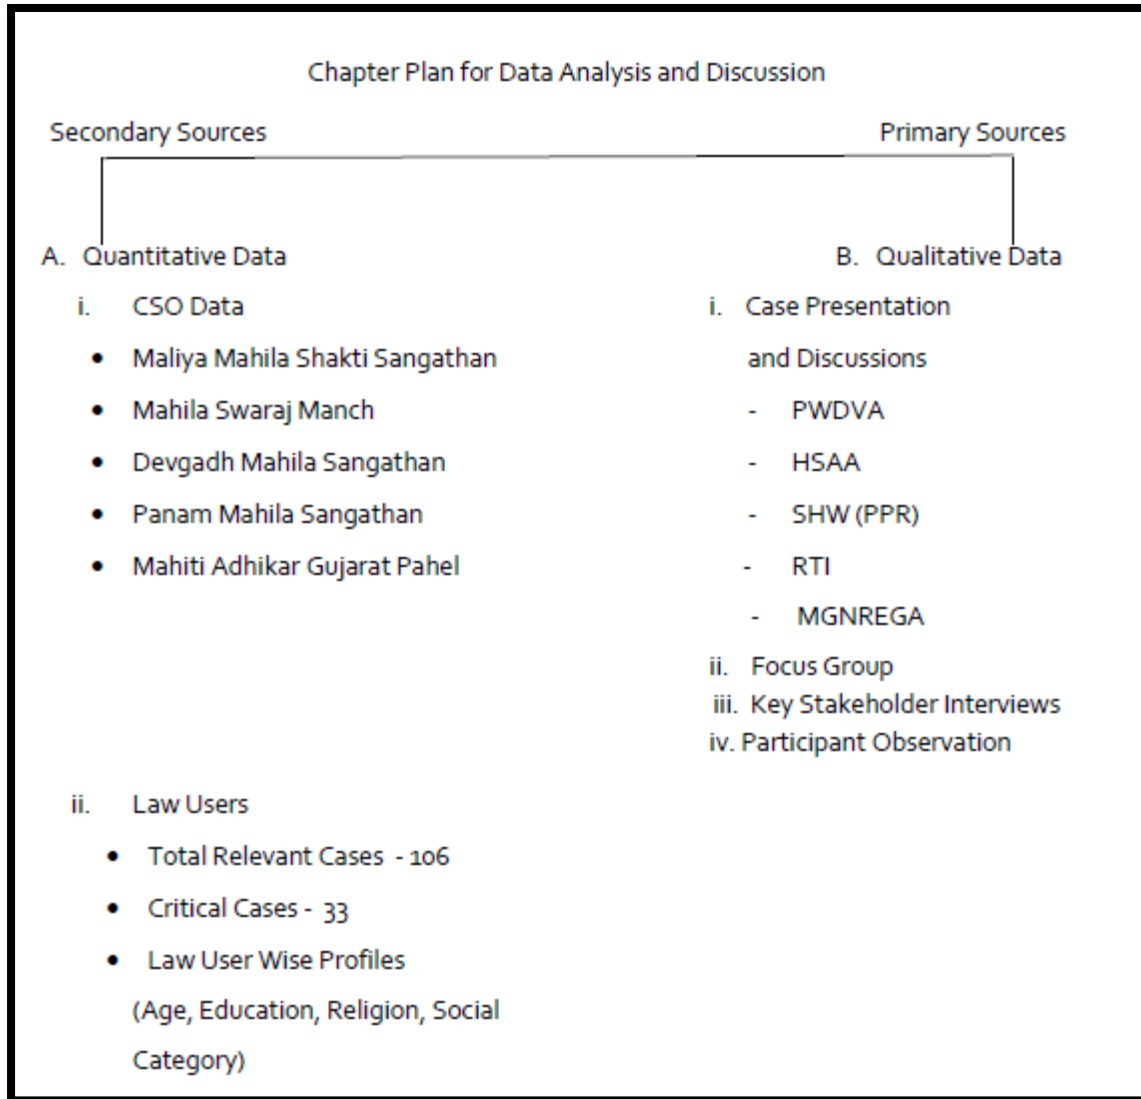 Chapter Plan for Data Analysis and Discussion
Secondary Sources
Primary Sources
A. Quantitative Data
i. CSO Data
• Maliya Mahila Shakti Sangathan
• Mahila Swaraj Manch
• Devgadh Mahila Sangathan
• Panam Mahila Sangathan
• Mahiti Adhikar Gujarat Pahel
B. Qualitative Data
i. Case Presentation
and Discussions
- PWDVA
- HSAA
- SHW (PPR)
- RTI
- MGNREGA
ii. Focus Group
iii. Key Stakeholder Interviews
iv. Participant Observation
ii. Law Users
• Total Relevant Cases - 106
• Critical Cases - 33
• Law User Wise Profiles
(Age, Education, Religion, Social
Category)